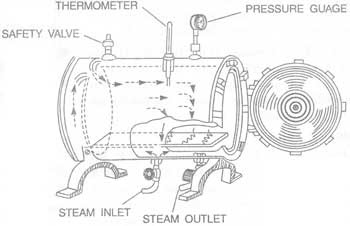 THERMOMETER
PRESSURE GUAGE
SAFETY VALVE
STEAM INLET
STEAM OUTLET